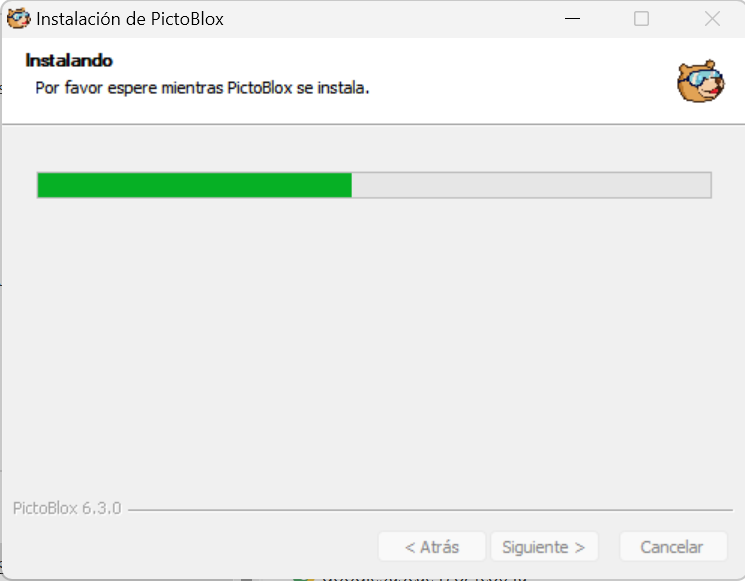 Instalación de PictoBlox
Instalando
Por favor espere mientras PictoBlox se instala.
PictoBlox 6.3.0
< Atrás
Siguiente >
Cancelar